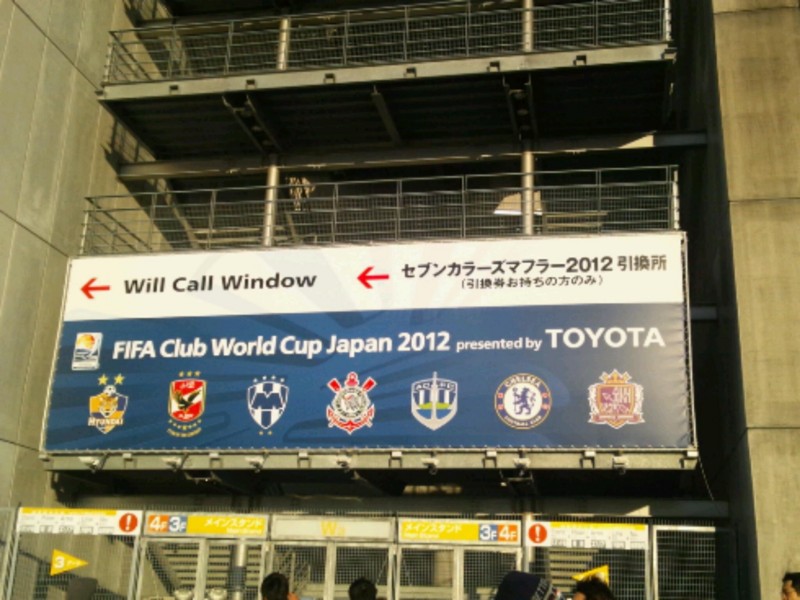 ← Will Call Window
← セブンカラーズマフラー2012 引換所
（引換券お持ちの方のみ）
FIFA Club World Cup Japan 2012 presented by TOYOTA
HYUNDAI
CHELSEA
FOOTBALL CLUB
4F 3F メインスタンド
メインスタンド 3F 4F